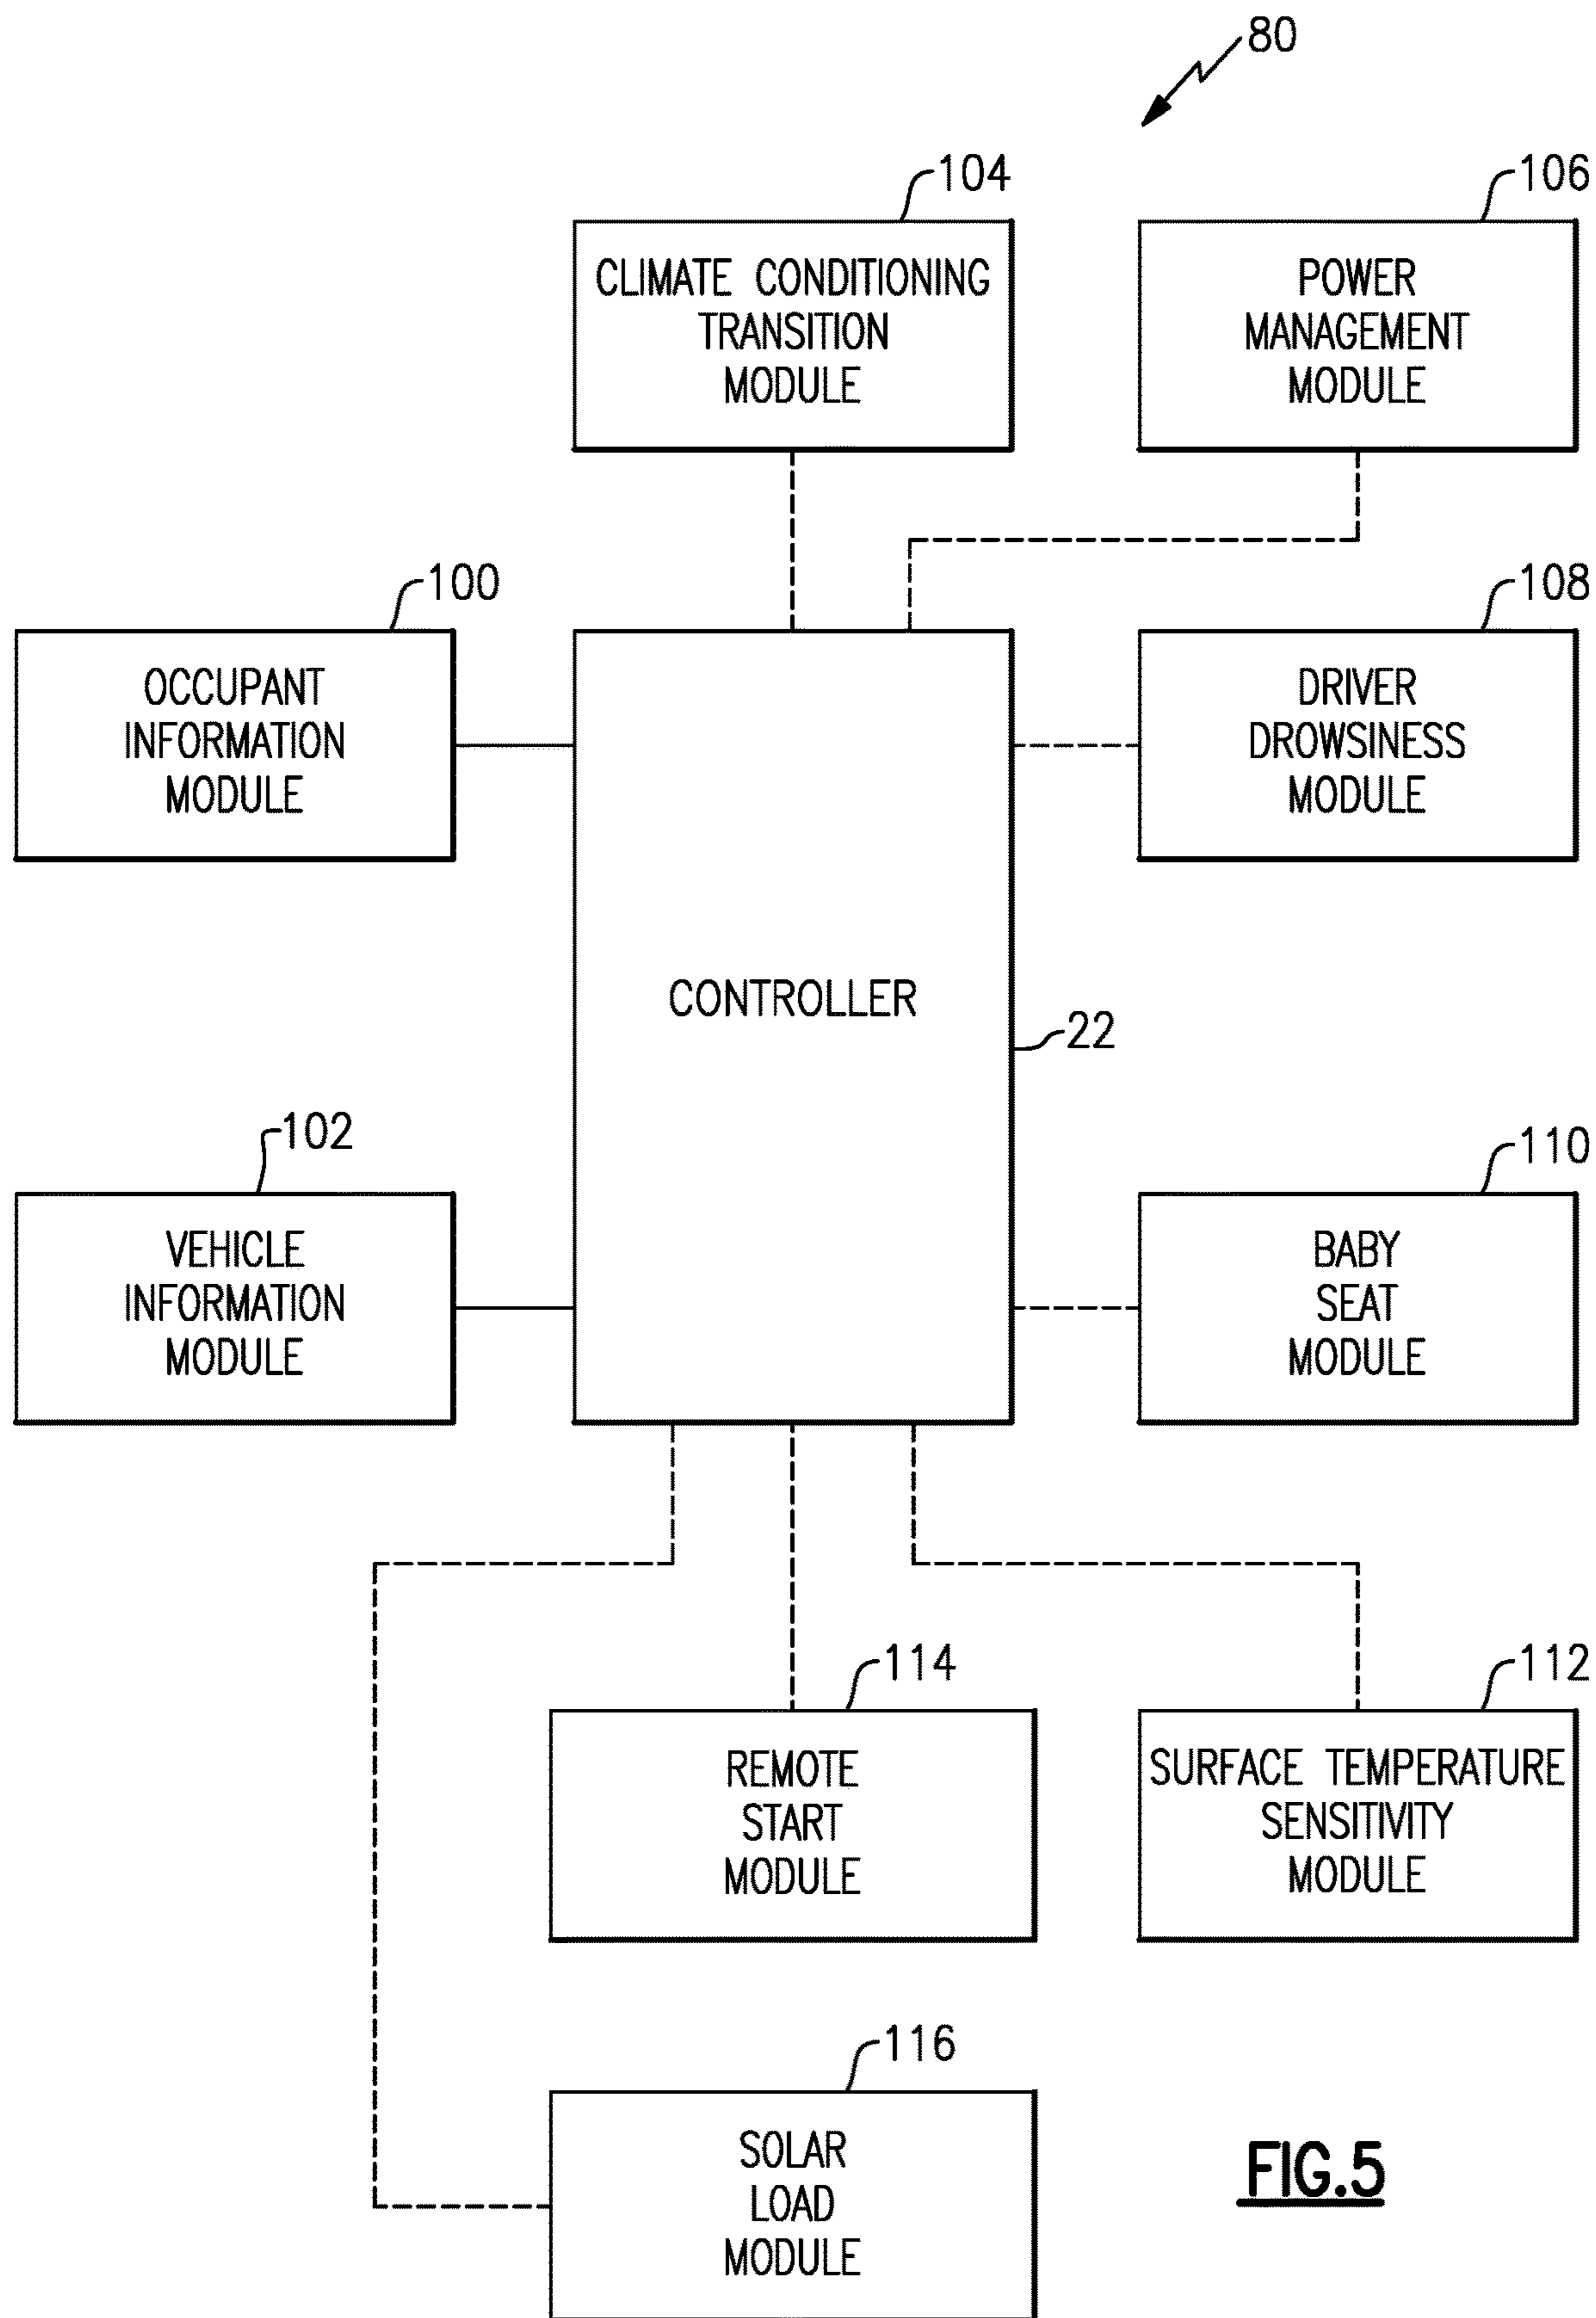 80
104
CLIMATE CONDITIONING
TRANSITION
MODULE
106
POWER
MANAGEMENT
MODULE
100
OCCUPANT
INFORMATION
MODULE
108
DRIVER
DROWSINESS
MODULE
CONTROLLER
22
102
VEHICLE
INFORMATION
MODULE
110
BABY
SEAT
MODULE
114
REMOTE
START
MODULE
112
SURFACE TEMPERATURE
SENSITIVITY
MODULE
116
SOLAR
LOAD
MODULE
FIG.5